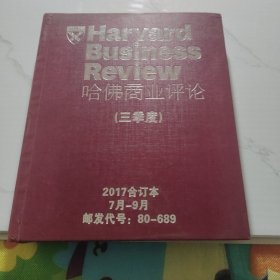 Harvard
Business
Review
哈佛商业评论
(三季度)
2017合订本
7月-9月
邮发代号：80-689